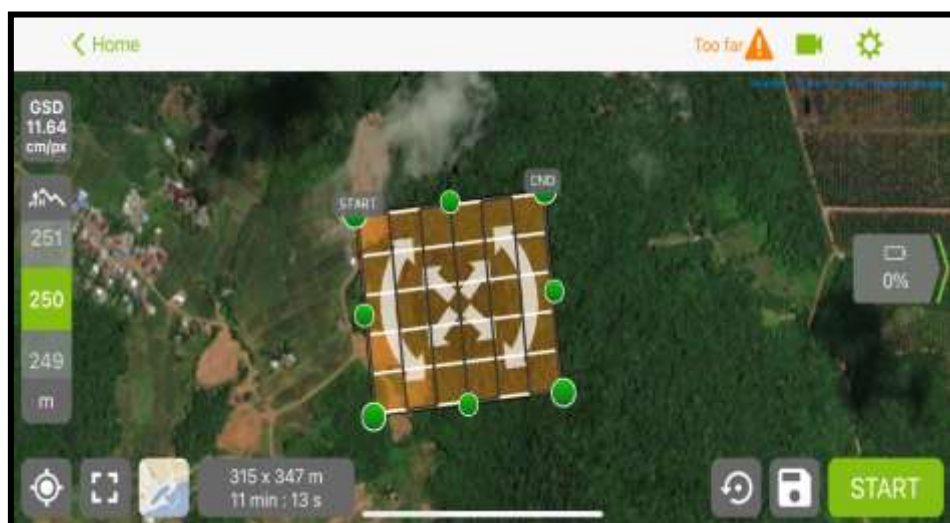 Home
Too far
GSD
11.64
cm/px
START
CND
251
250
0%
249
m
315 x 347 m
11 min : 13 s
START